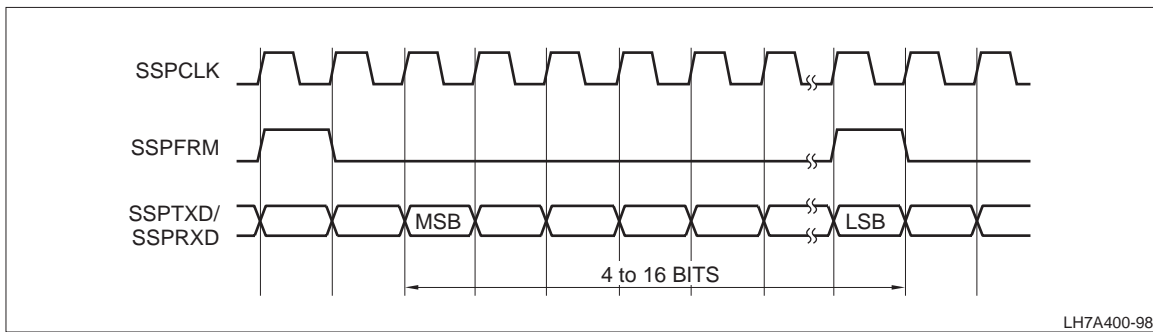 SSPCLK
SSPFRM
SSPTXD/
SSPRXD
MSB
LSB
4 to 16 BITS
LH7A400-98